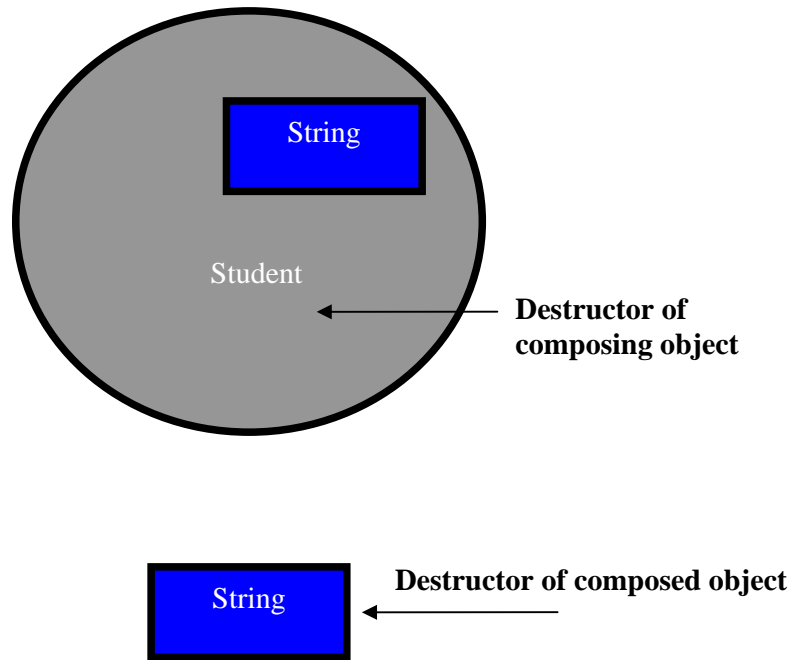 String
Student
Destructor of
composing object
Destructor of composed object
String